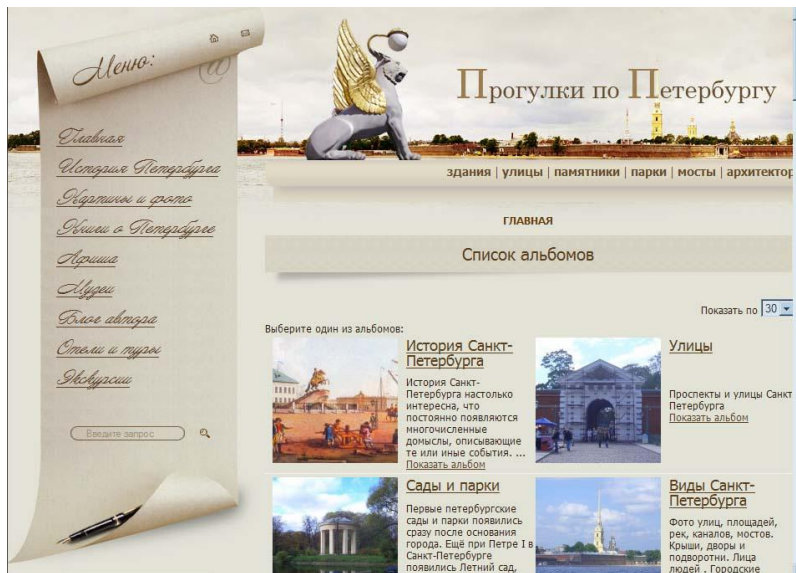 Меню:
@
Главная
История Петербурга
Картины и фото
Книги о Петербурге
Афиша
Музеи
Блог автора
Отели и туры
Экскурсии
Введите запрос
Прогулки по Петербургу
здания | улицы | памятники | парки | мосты | архитектор
ГЛАВНАЯ
Список альбомов
Показать по 30
Выберите один из альбомов:
История Санкт-
Петербурга
История Санкт-
Петербурга настолько
интересна, что
постоянно появляются
многочисленные
домыслы, описывающие
те или иные события. ...
Показать альбом
Улицы
Проспекты и улицы Санкт
Петербурга
Показать альбом
Сады и парки
Первые петербургские
сады и парки появились
сразу после основания
города. Ещё при Петре I в
Санкт-Петербурге
появились Летний сад,
Виды Санкт-
Петербурга
Фото улиц, площадей,
рек, каналов, мостов.
Крыши, дворы и
подворотни. Лица
людей . Городские